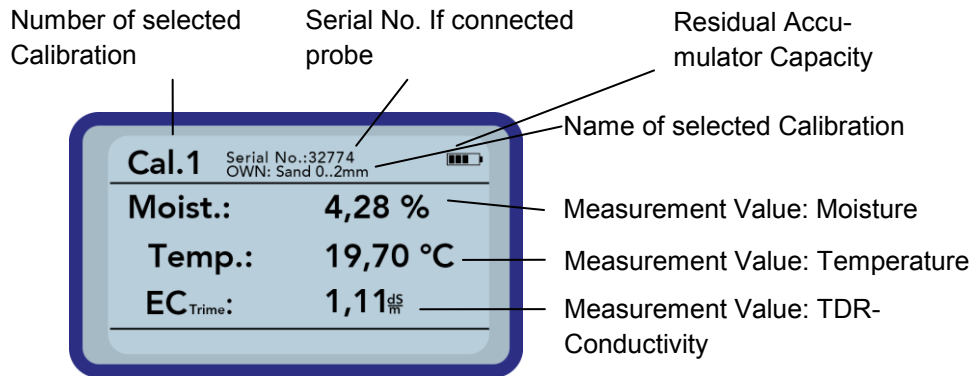 Number of selected
Calibration
Serial No. If connected
probe
Residual Accu-
mulator Capacity
Name of selected Calibration
Cal.1
Serial No.:32774
OWN: Sand 0..2mm
Moist.: 4,28 %
Measurement Value: Moisture
Temp.: 19,70 °C
Measurement Value: Temperature
ECTrime: 1,11 dS/m
Measurement Value: TDR-
Conductivity